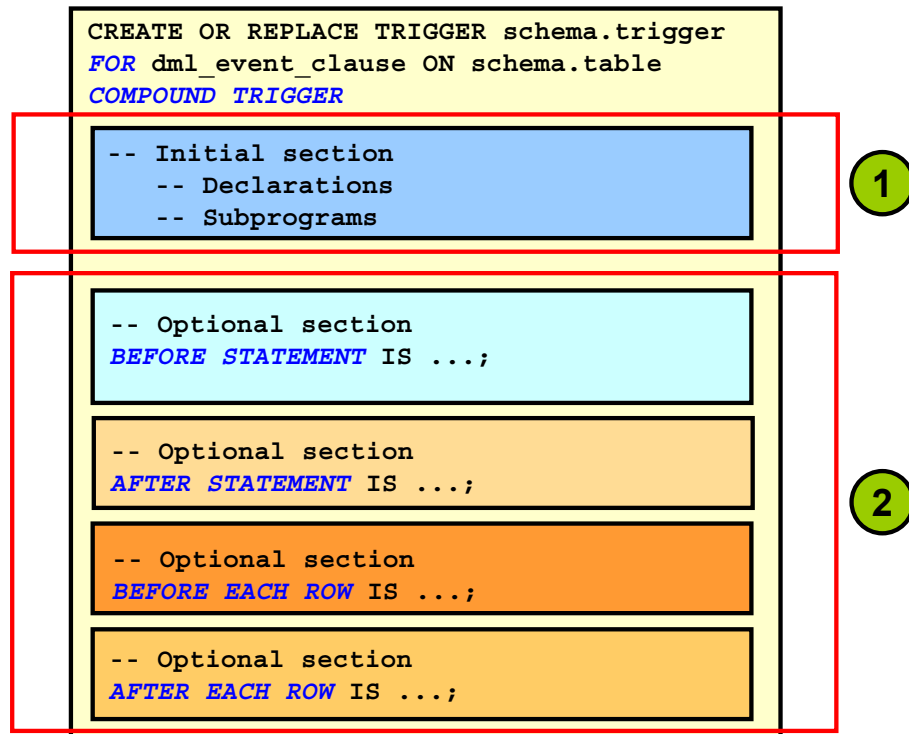 CREATE OR REPLACE TRIGGER schema.trigger
FOR dml_event_clause ON schema.table
COMPOUND TRIGGER
-- Initial section
-- Declarations
-- Subprograms
1
-- Optional section
BEFORE STATEMENT IS ...;
-- Optional section
AFTER STATEMENT IS ...;
2
-- Optional section
BEFORE EACH ROW IS ...;
-- Optional section
AFTER EACH ROW IS ...;